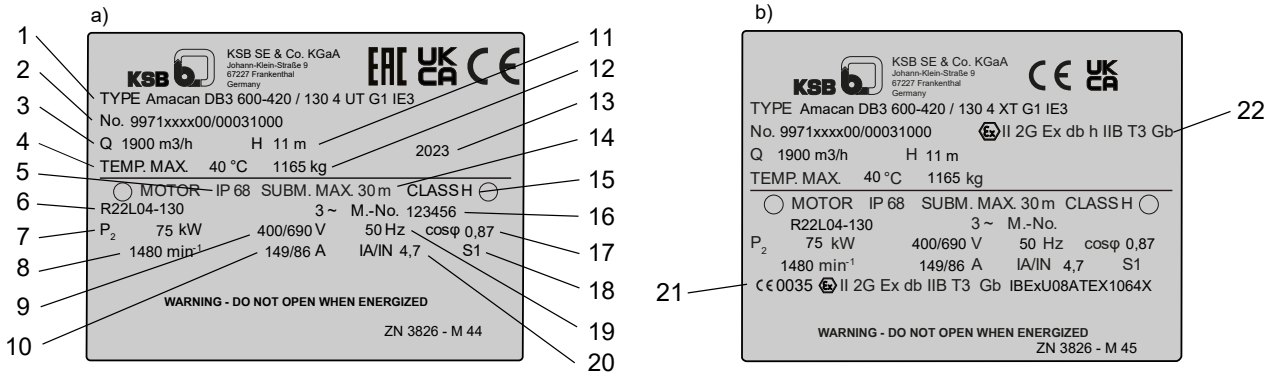 a)
1
2
3
4
5
6
7
8
9
10
KSB b.
KSB SE & Co. KGaA
Johann-Klein-Straße 9
67227 Frankenthal
Germany
EAC UK CA CE
TYPE Amacan DB3 600-420 / 130 4 UT G1 IE3
No. 9971xxxx00/00031000
Q 1900 m3/h H 11 m
2023
TEMP. MAX. 40 °C 1165 kg
MOTOR IP 68 SUBM. MAX. 30 m CLASS H
R22L04-130 3 ~ M.-No. 123456
P₂ 75 kW 400/690 V 50 Hz cosφ 0,87
1480 min⁻¹ 149/86 A IA/IN 4,7 S1
WARNING - DO NOT OPEN WHEN ENERGIZED
ZN 3826 - M 44
11
12
13
14
15
16
17
18
19
20
b)
KSB b.
KSB SE & Co. KGaA
Johann-Klein-Straße 9
67227 Frankenthal
Germany
CE UK CA
TYPE Amacan DB3 600-420 / 130 4 XT G1 IE3
No. 9971xxxx00/00031000 Ex II 2G Ex db h IIB T3 Gb
Q 1900 m3/h H 11 m
TEMP. MAX. 40 °C 1165 kg
MOTOR IP 68 SUBM. MAX. 30 m CLASS H
R22L04-130 3 ~ M.-No.
P₂ 75 kW 400/690 V 50 Hz cosφ 0,87
1480 min⁻¹ 149/86 A IA/IN 4,7 S1
CE 0035 Ex II 2G Ex db IIB T3 Gb IBExU08ATEX1064X
WARNING - DO NOT OPEN WHEN ENERGIZED
ZN 3826 - M 45
21
22